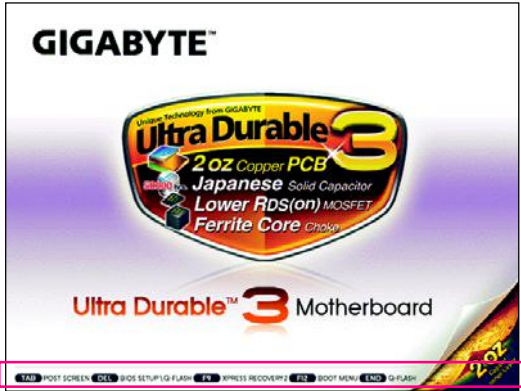 GIGABYTE™
Unique Technology from GIGABYTE
Ultra Durable 3
2 oz Copper PCB
Japanese Solid Capacitor
Lower RDS(on) MOSFET
Ferrite Core Choke
Ultra Durable™ 3 Motherboard
2oz
TAB POST SCREEN DEL BIOS SETUP\Q-FLASH F9 XPRESS RECOVERY2 F12 BOOT MENU END Q-FLASH